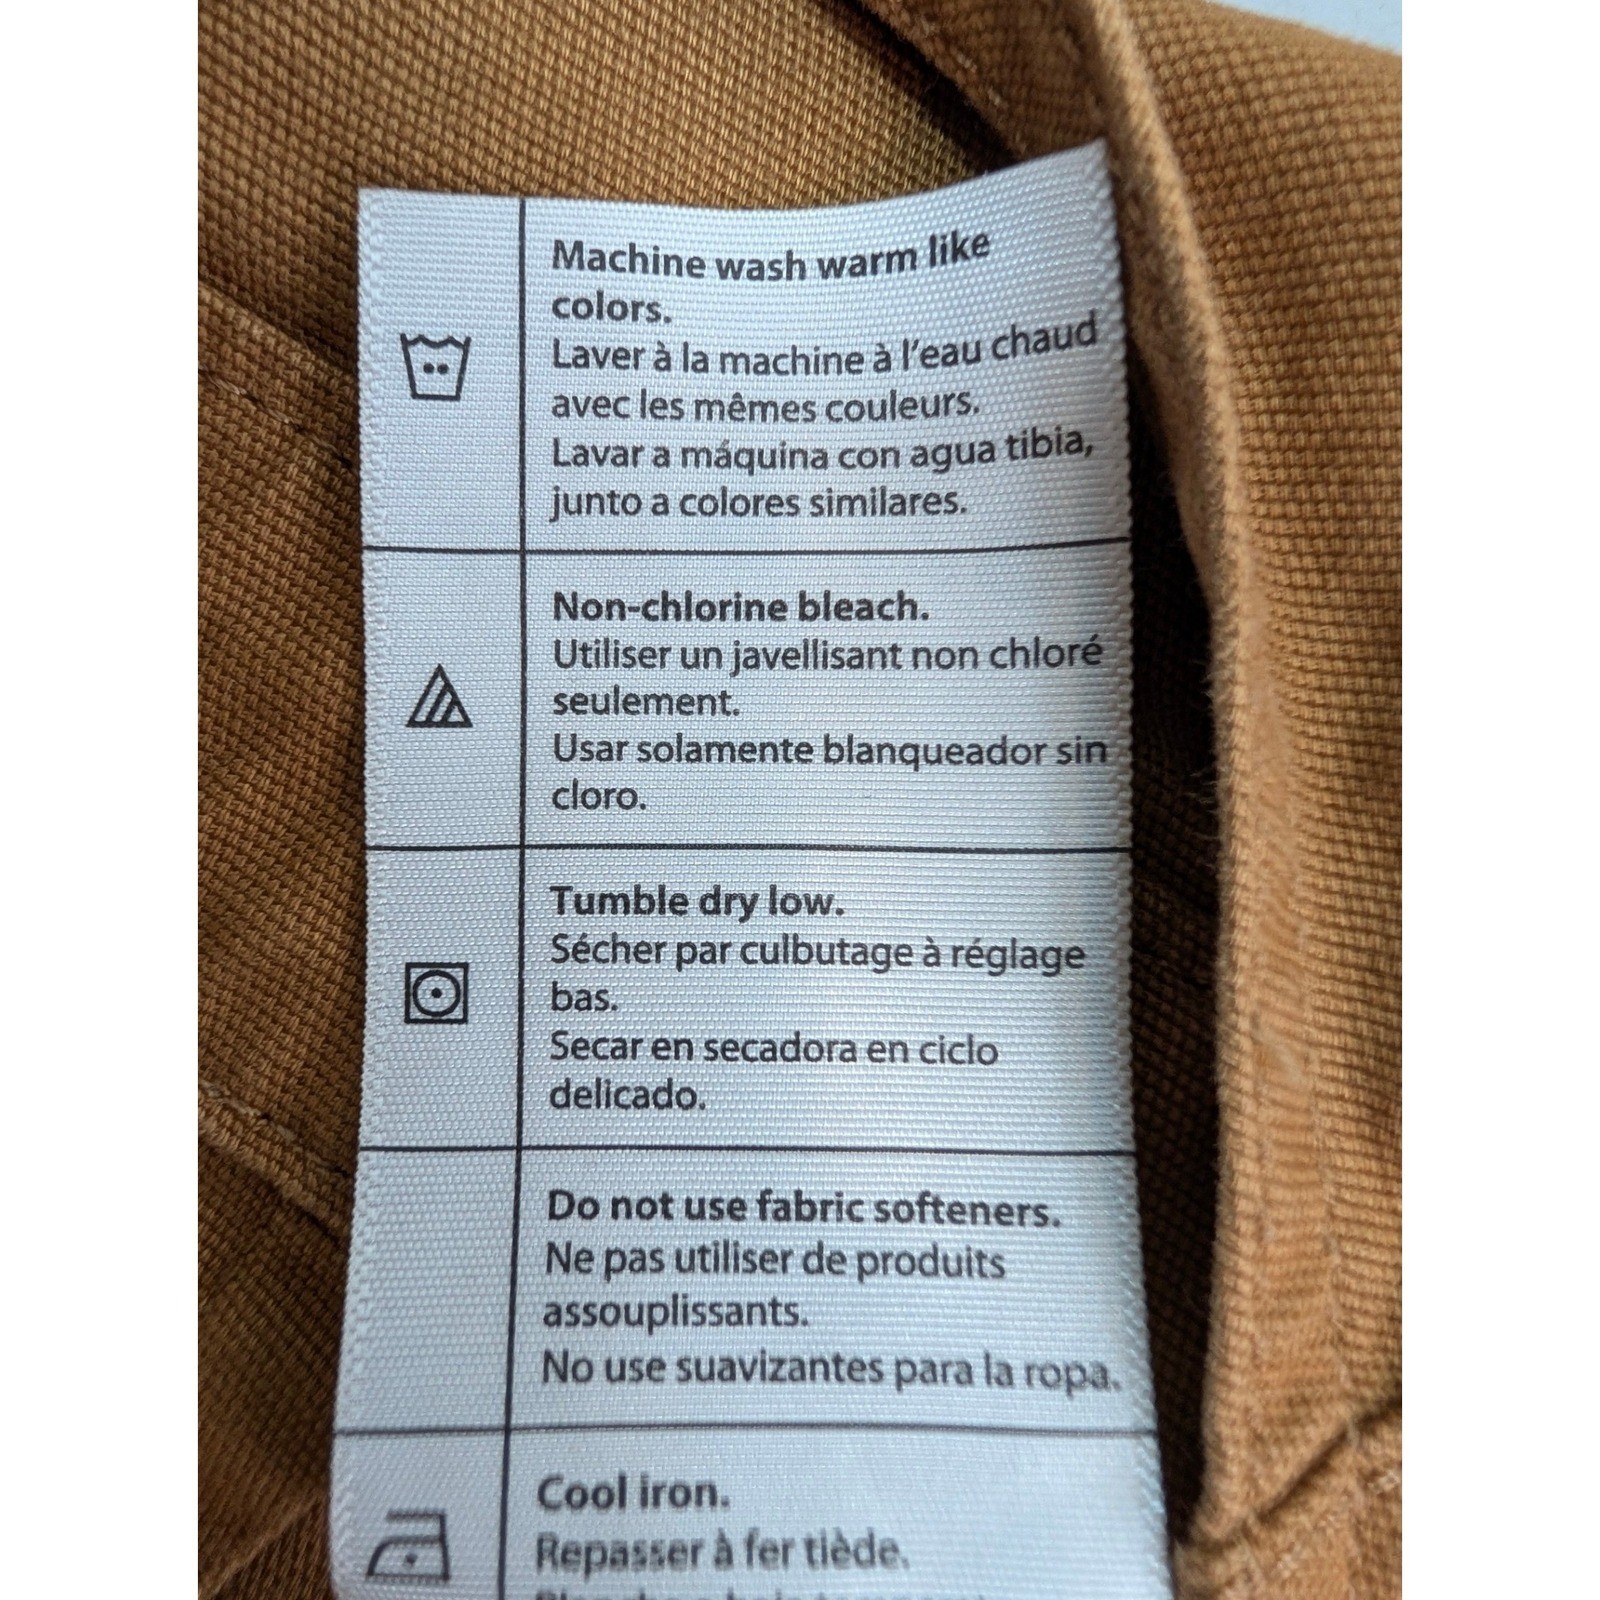 Machine wash warm like
colors.
Laver à la machine à l'eau chaud
avec les mêmes couleurs.
Lavar a máquina con agua tibia,
junto a colores similares.
Non-chlorine bleach.
Utiliser un javellisant non chloré
seulement.
Usar solamente blanqueador sin
cloro.
Tumble dry low.
Sécher par culbutage à réglage
bas.
Secar en secadora en ciclo
delicado.
Do not use fabric softeners.
Ne pas utiliser de produits
assouplissants.
No use suavizantes para la ropa.
Cool iron.
Repasser à fer tiède.